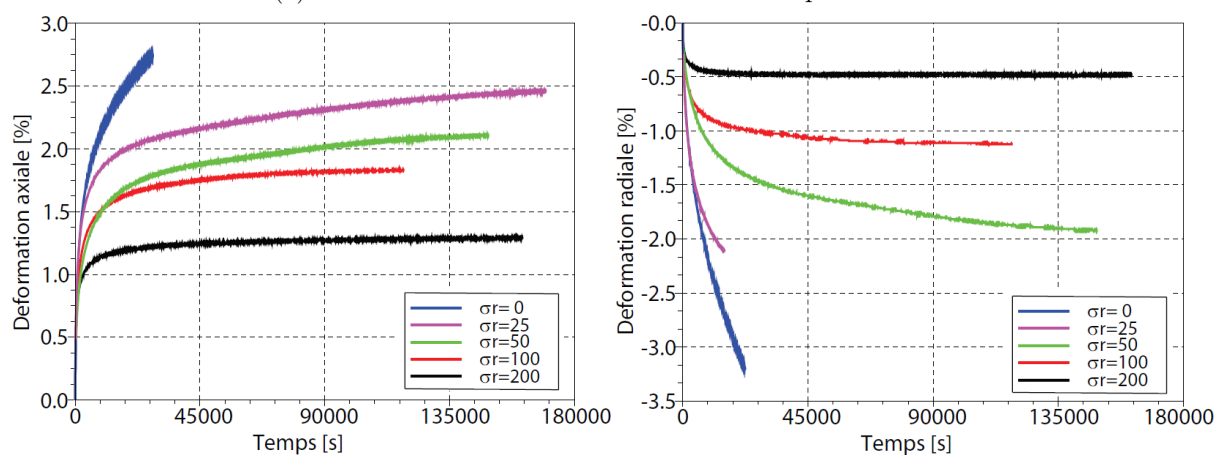 3.0
2.5
2.0
1.5
1.0
0.5
0.0
Deformation axiale [%]
0
45000
90000
135000
180000
Temps [s]
σr= 0
σr=25
σr=50
σr=100
σr=200
-0.0
-0.5
-1.0
-1.5
-2.0
-2.5
-3.0
-3.5
Deformation radiale [%]
0
45000
90000
135000
180000
Temps [s]
σr= 0
σr=25
σr=50
σr=100
σr=200